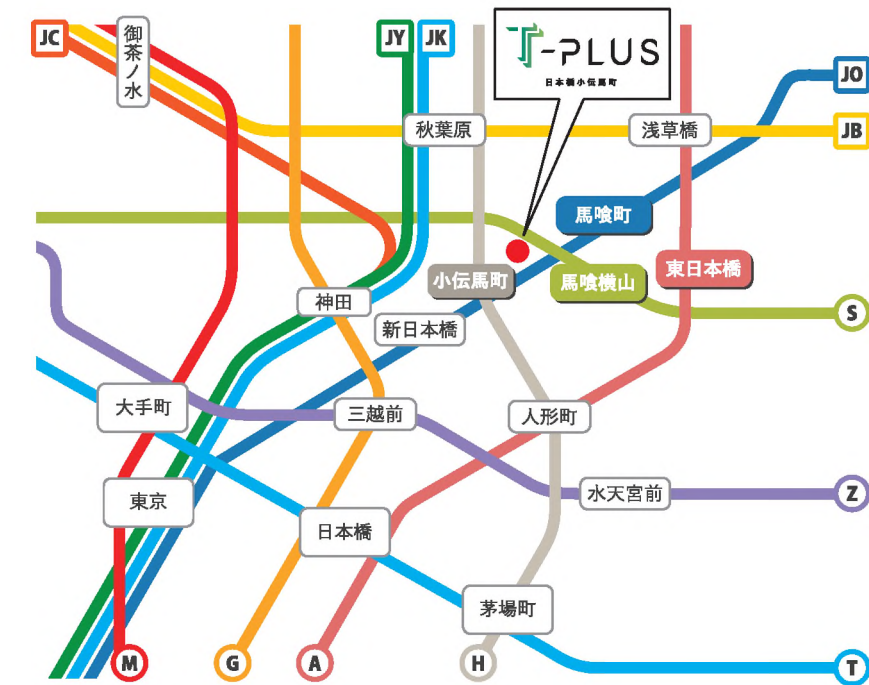 JC
御茶ノ水
JY
JK
T-PLUS
日本橋小伝馬町
JO
秋葉原
浅草橋
JB
馬喰町
小伝馬町
馬喰横山
東日本橋
神田
新日本橋
S
大手町
三越前
人形町
東京
水天宮前
Z
日本橋
茅場町
M
G
A
H
T